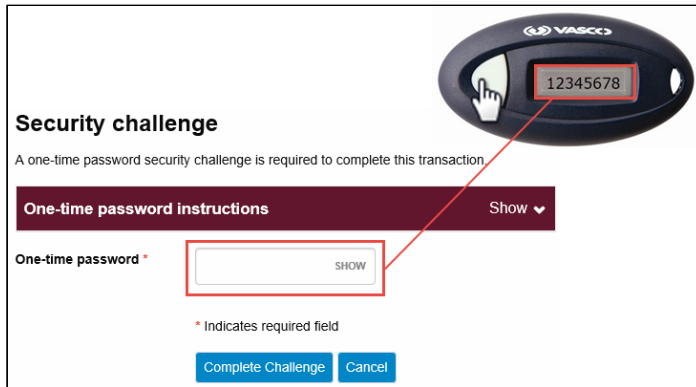 VASCO
12345678
Security challenge
A one-time password security challenge is required to complete this transaction.
One-time password instructions Show
One-time password *
SHOW
* Indicates required field
Complete Challenge Cancel